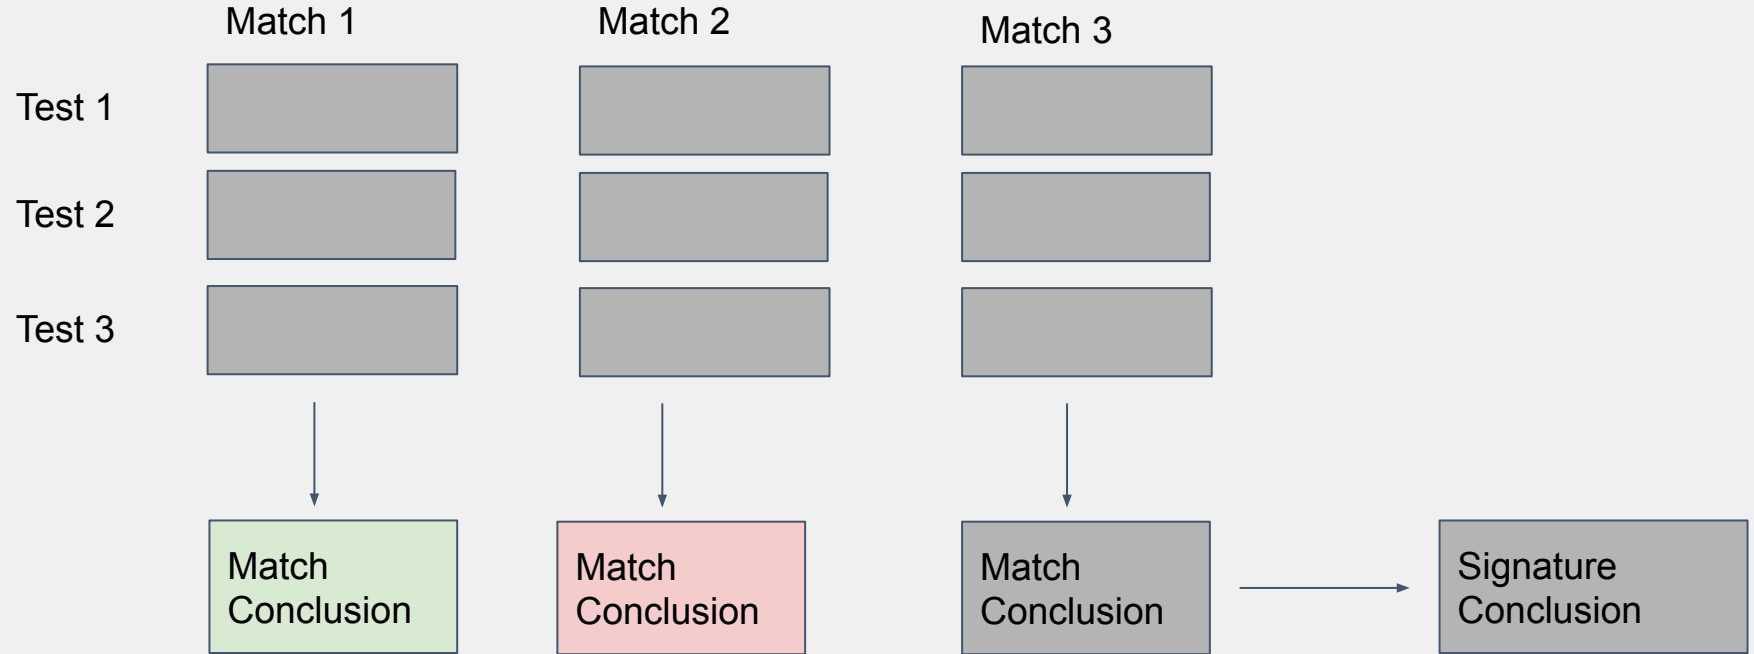 Match 1
Match 2
Match 3
Test 1
Test 2
Test 3
Match
Conclusion
Match
Conclusion
Match
Conclusion
Signature
Conclusion